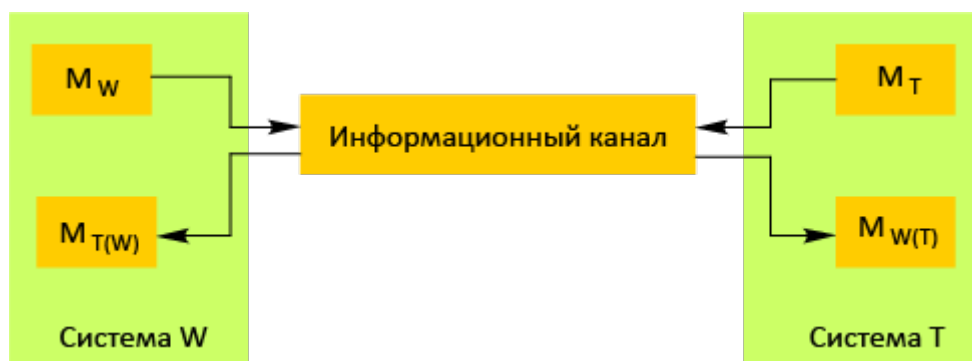 M W
M T
Информационный канал
M T(W)
M W(T)
Система W
Система T